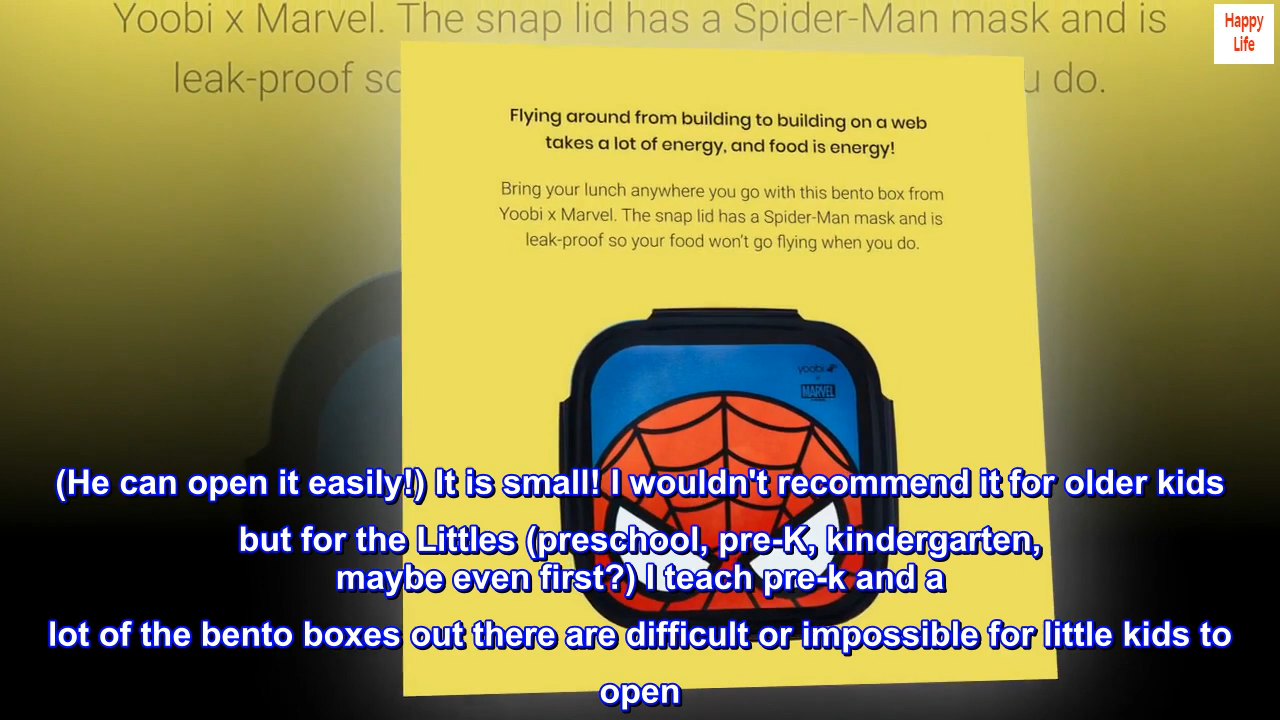 Yoobi x Marvel. The snap lid has a Spider-Man mask and is
leak-proof so
u do.
Happy
Life
Flying around from building to building on a web
takes a lot of energy, and food is energy!
Bring your lunch anywhere you go with this bento box from
Yoobi x Marvel. The snap lid has a Spider-Man mask and is
leak-proof so your food won't go flying when you do.
yoobi
x
MARVEL
(He can open it easily!) It is small! I wouldn't recommend it for older kids
but for the Littles (preschool, pre-K, kindergarten,
maybe even first?) I teach pre-k and a
lot of the bento boxes out there are difficult or impossible for little kids to
open